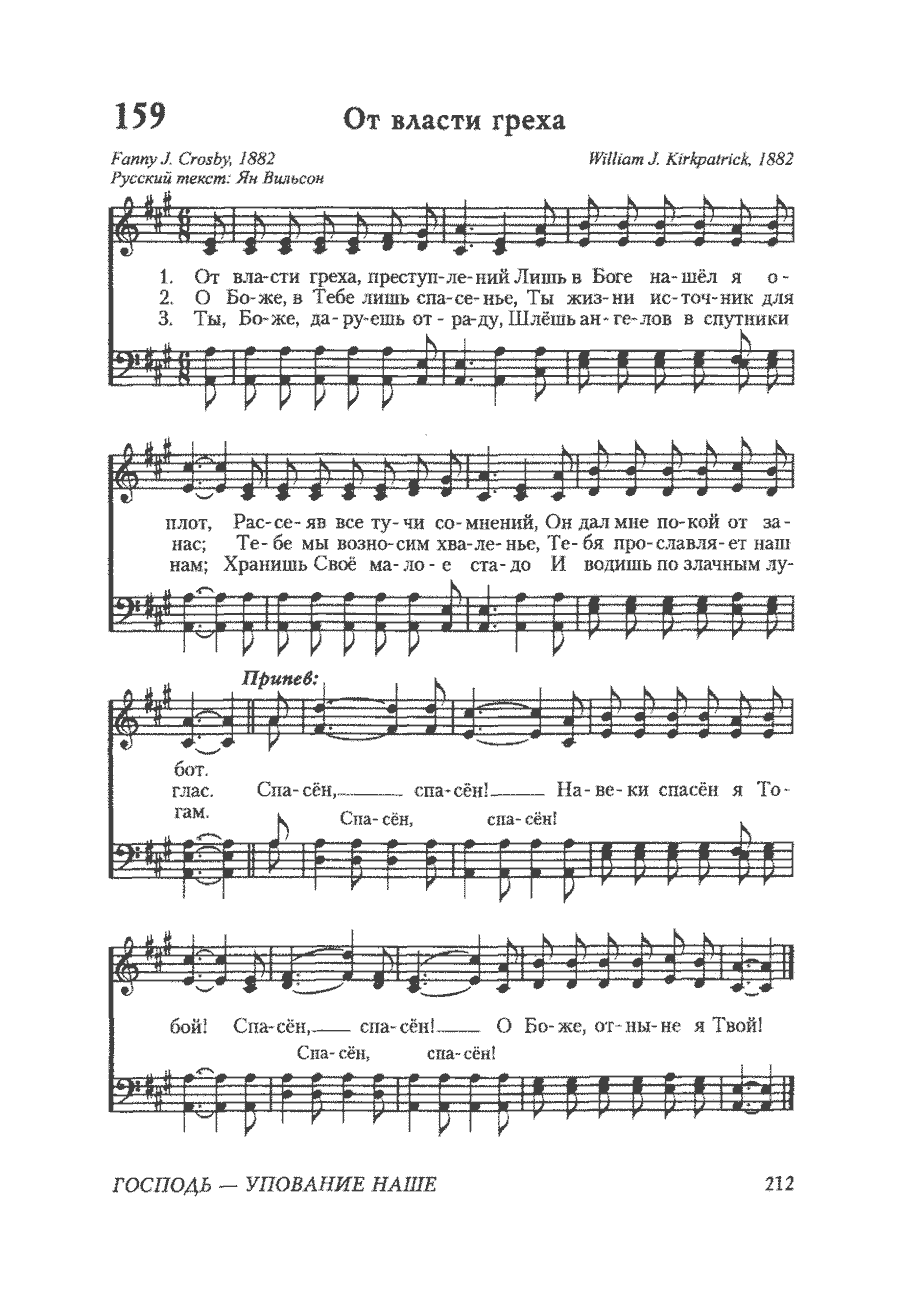 159
От власти греха
Fanny J. Crosby, 1882
William J. Kirkpatrick, 1882
Русский текст: Ян Вильсон
1. От вла-сти греха, преступ-ле-ний Лишь в Боге на-шёл я о-
2. О Бо-же, в Тебе лишь спа-се-нье, Ты жиз-ни ис-точ-ник для
3. Ты, Бо-же, да-ру-ешь от-ра-ду, Шлёшь ан-ге-лов в спутники
плот, Рас-се-яв все ту-чи со-мнений, Он дал мне по-кой от за-
нас; Те-бе мы возно-сим хва-ле-нье, Те-бя про-славля-ет наш
нам; Хранишь Своё ма-ло-е ста-до И водишь по злачным лу-
Припев:
бот.
глас. Спа-сён, спа-сён! На-ве-ки спасён я То-
гам.
Спа-сён, спа-сён!
бой! Спа-сён, спа-сён! О Бо-же, от-ны-не я Твой!
Спа-сён, спа-сён!
ГОСПОДЬ — УПОВАНИЕ НАШЕ
212